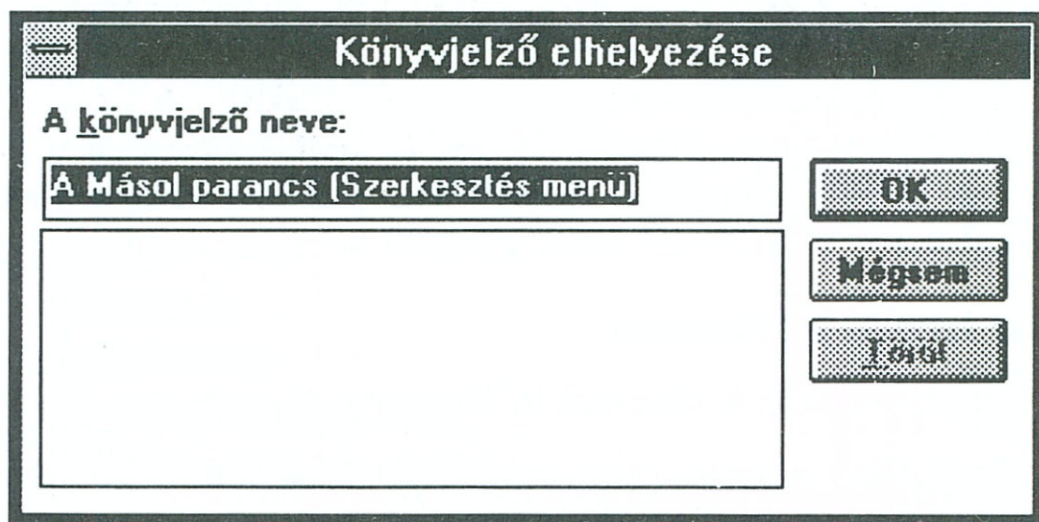 Könyvjelző elhelyezése
A könyvjelző neve:
A Másol parancs (Szerkesztés menü)
OK
Mégsem
Töröl